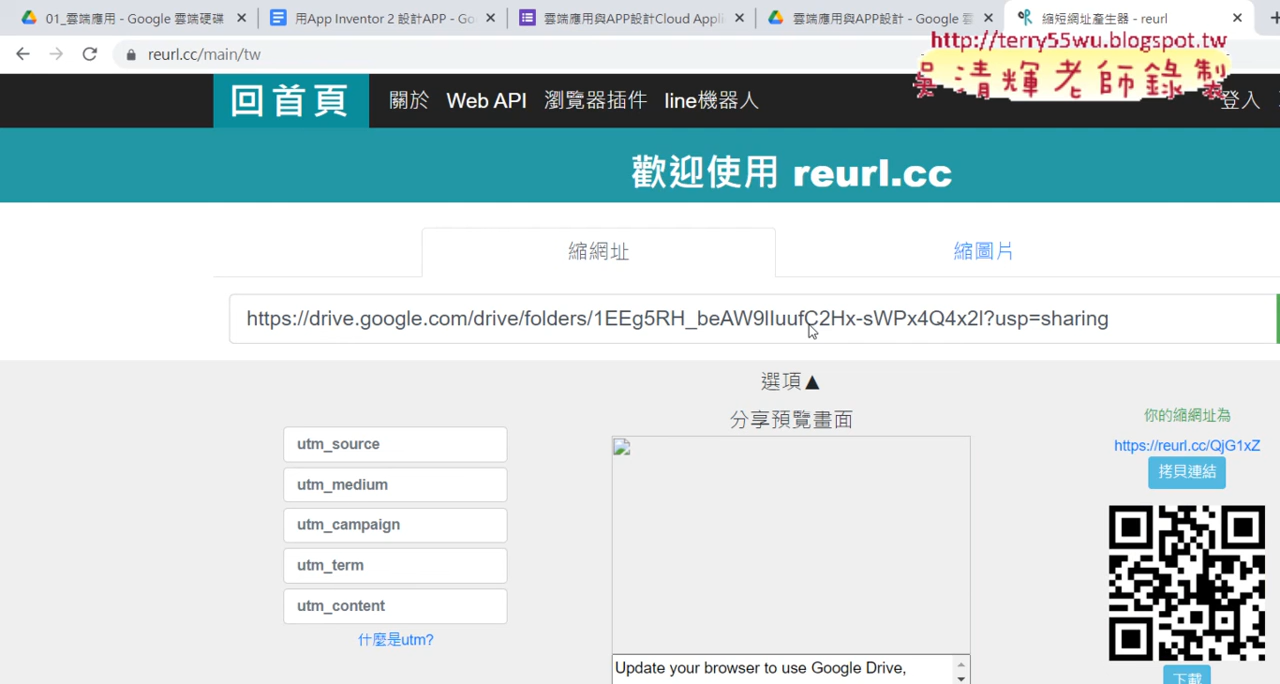 01_雲端應用 - Google 雲端硬碟
用App Inventor 2 設計APP - Go
雲端應用與APP設計Cloud Appli
雲端應用與APP設計 - Google 雲
縮短網址產生器 - reurl
reurl.cc/main/tw
http://terry55wu.blogspot.tw
吳清輝老師錄製
回首頁
關於
Web API
瀏覽器插件
line機器人
登入
歡迎使用 reurl.cc
縮網址
縮圖片
https://drive.google.com/drive/folders/1EEg5RH_beAW9lIuufC2Hx-sWPx4Q4x2l?usp=sharing
選項▲
分享預覽畫面
你的縮網址為
https://reurl.cc/QjG1xZ
拷貝連結
utm_source
utm_medium
utm_campaign
utm_term
utm_content
什麼是utm?
Update your browser to use Google Drive,
下載